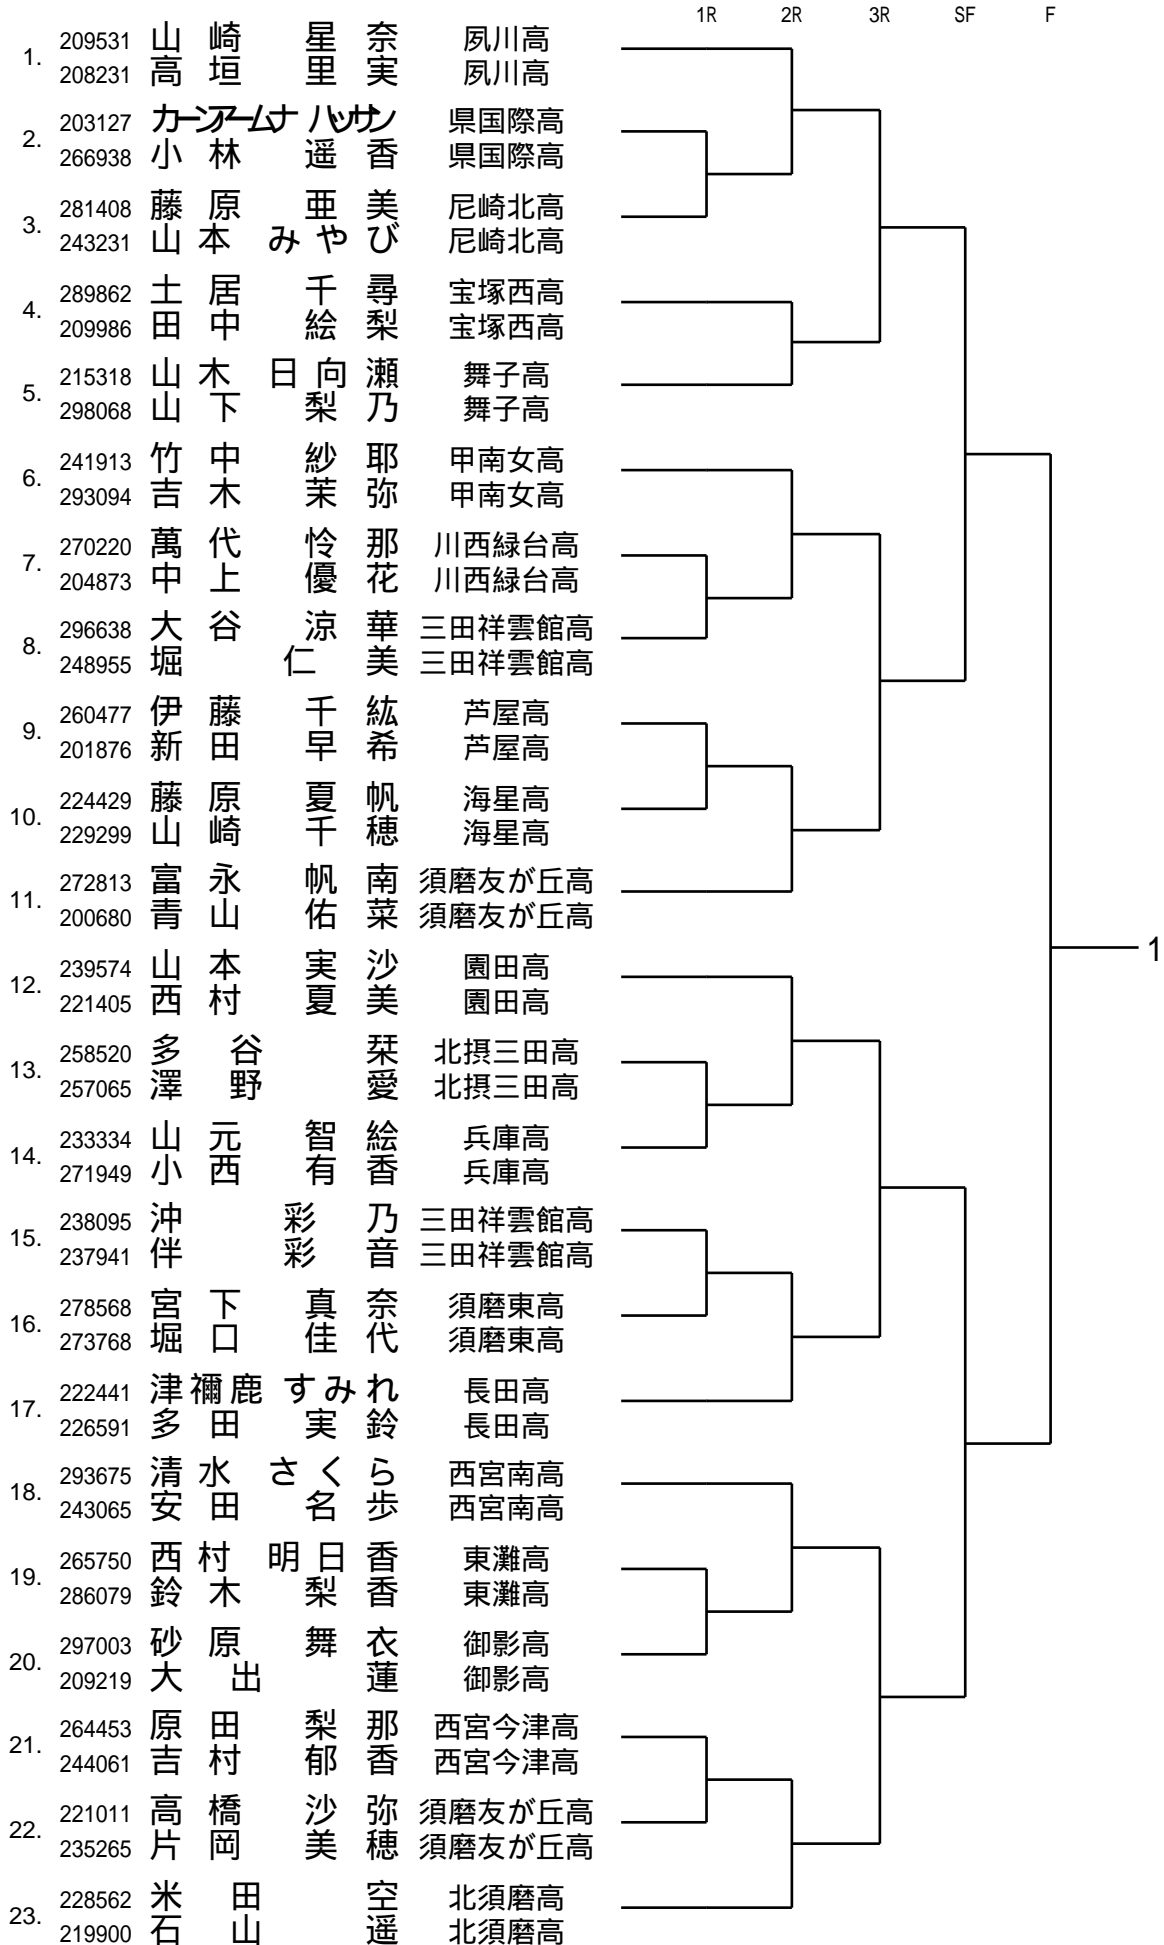 1R 2R 3R SF F
1. 209531 山崎 星奈 夙川高
208231 高垣 里実 夙川高
2. 203127 カーンアームナ ハッサン 県国際高
266938 小林 遥香 県国際高
3. 281408 藤原 亜美 尼崎北高
243231 山本 みやび 尼崎北高
4. 289862 土居 千尋 宝塚西高
209986 田中 絵梨 宝塚西高
5. 215318 山木 日向瀬 舞子高
298068 山下 梨乃 舞子高
6. 241913 竹中 紗耶 甲南女高
293094 吉木 茉弥 甲南女高
7. 270220 萬代 怜那 川西緑台高
204873 中上 優花 川西緑台高
8. 296638 大谷 涼華 三田祥雲館高
248955 堀 仁美 三田祥雲館高
9. 260477 伊藤 千紘 芦屋高
201876 新田 早希 芦屋高
10. 224429 藤原 夏帆 海星高
229299 山崎 千穂 海星高
11. 272813 富永 帆南 須磨友が丘高
200680 青山 佑菜 須磨友が丘高
12. 239574 山本 実沙 園田高
221405 西村 夏美 園田高
1
13. 258520 多谷 栞 北摂三田高
257065 澤野 愛 北摂三田高
14. 233334 山元 智絵 兵庫高
271949 小西 有香 兵庫高
15. 238095 沖 彩乃 三田祥雲館高
237941 伴 彩音 三田祥雲館高
16. 278568 宮下 真奈 須磨東高
273768 堀口 佳代 須磨東高
17. 222441 津禰鹿 すみれ 長田高
226591 多田 実鈴 長田高
18. 293675 清水 さくら 西宮南高
243065 安田 名歩 西宮南高
19. 265750 西村 明日香 東灘高
286079 鈴木 梨香 東灘高
20. 297003 砂原 舞衣 御影高
209219 大出 蓮 御影高
21. 264453 原田 梨那 西宮今津高
244061 吉村 郁香 西宮今津高
22. 221011 高橋 沙弥 須磨友が丘高
235265 片岡 美穂 須磨友が丘高
23. 228562 米田 空 北須磨高
219900 石山 遥 北須磨高